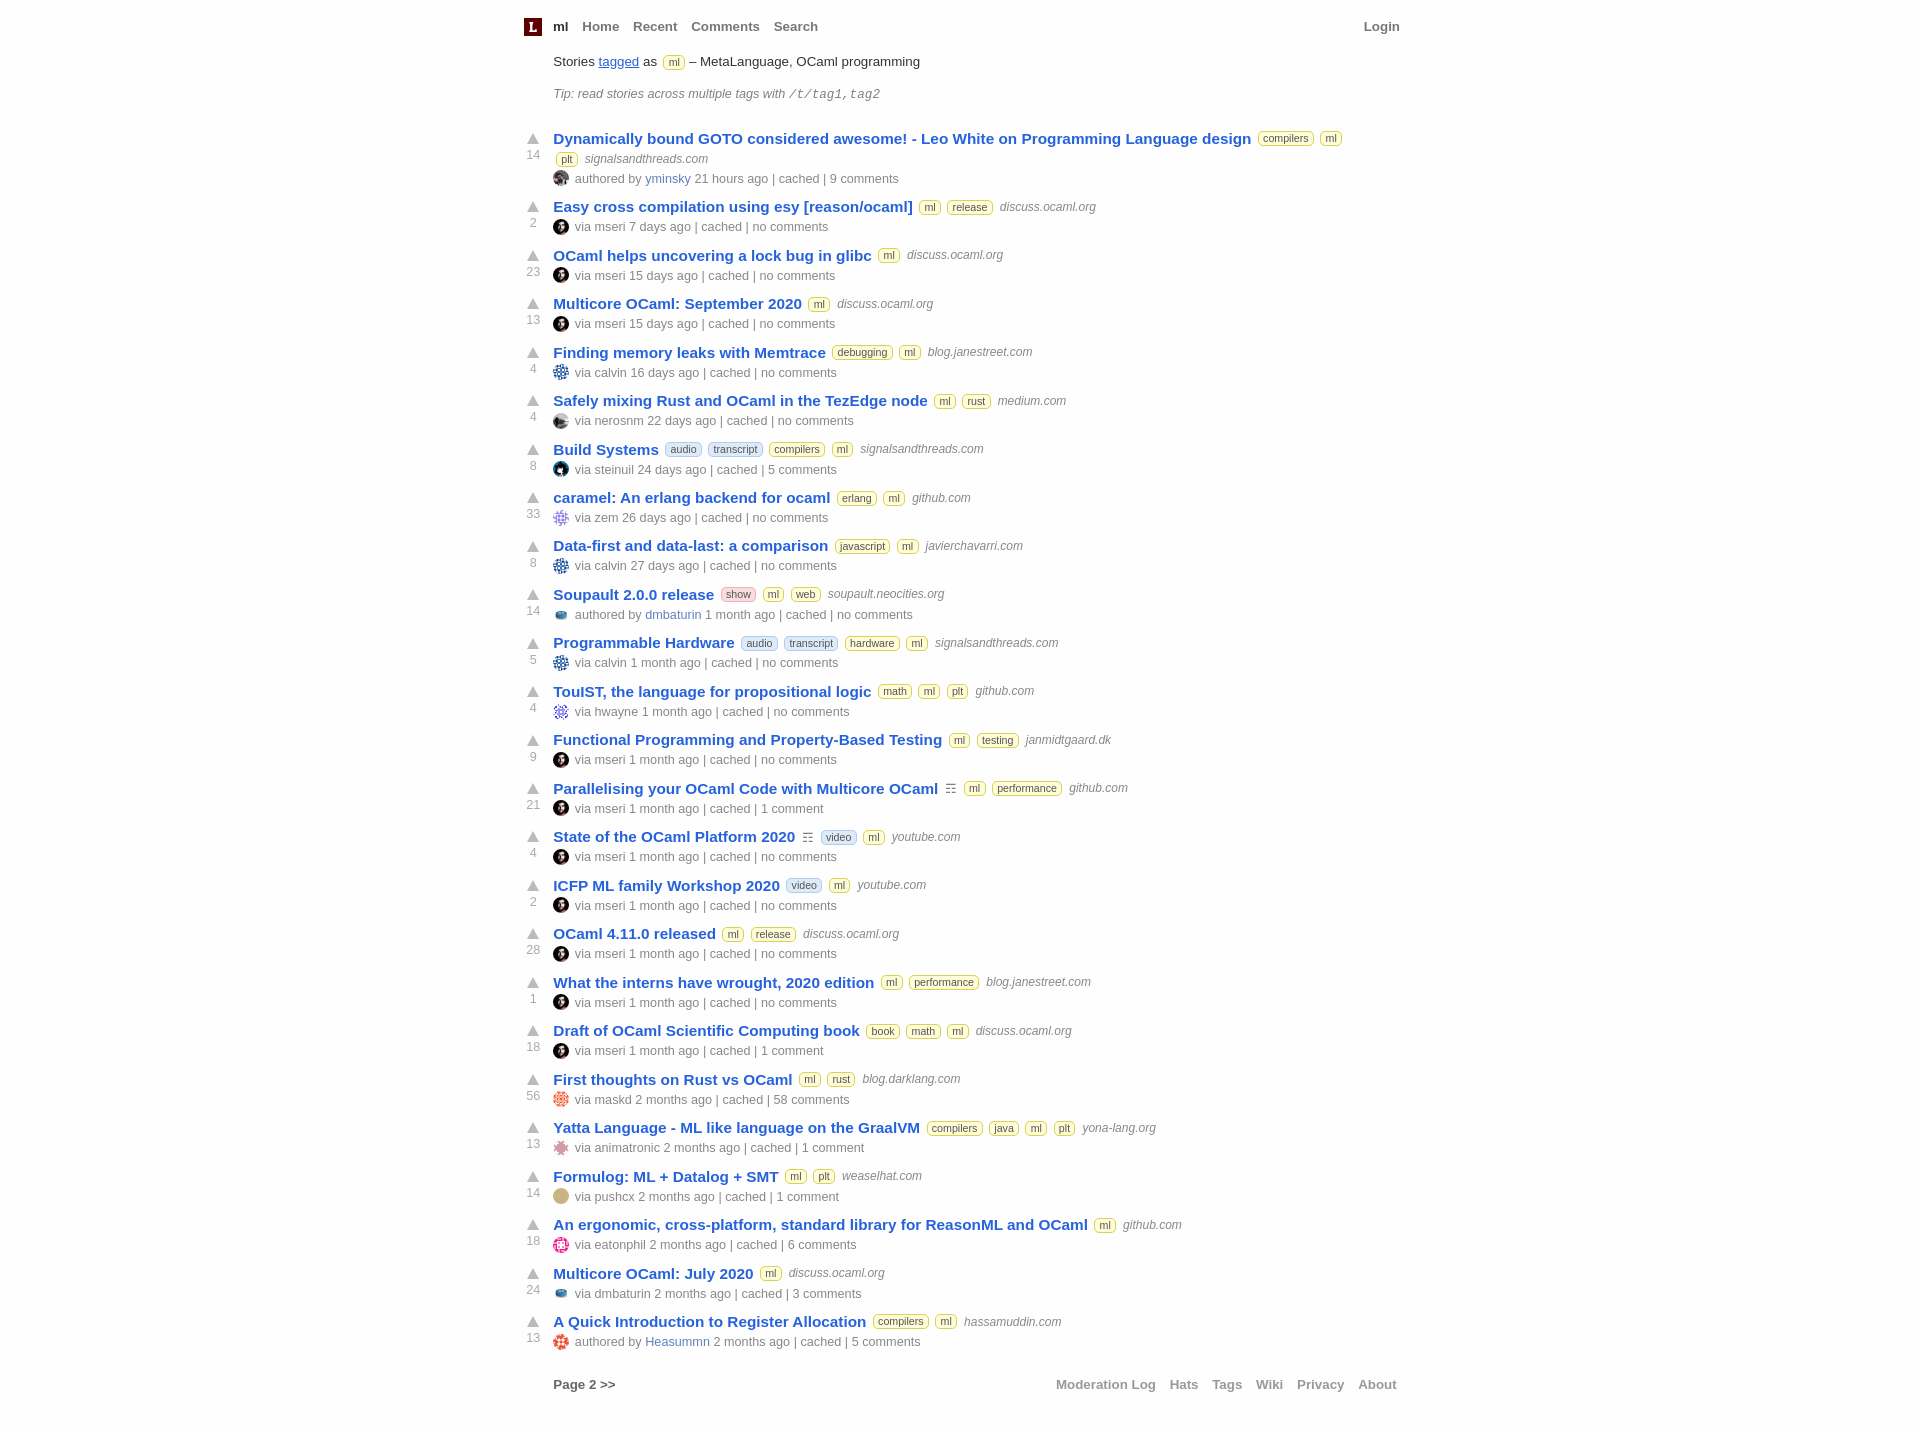 L ml Home Recent Comments Search Login
Stories tagged as ml – MetaLanguage, OCaml programming
Tip: read stories across multiple tags with /t/tag1,tag2
Dynamically bound GOTO considered awesome! - Leo White on Programming Language design compilers ml
14 plt signalsandthreads.com
authored by yminsky 21 hours ago | cached | 9 comments
Easy cross compilation using esy [reason/ocaml] ml release discuss.ocaml.org
2 via mseri 7 days ago | cached | no comments
OCaml helps uncovering a lock bug in glibc ml discuss.ocaml.org
23 via mseri 15 days ago | cached | no comments
Multicore OCaml: September 2020 ml discuss.ocaml.org
13 via mseri 15 days ago | cached | no comments
Finding memory leaks with Memtrace debugging ml blog.janestreet.com
4 via calvin 16 days ago | cached | no comments
Safely mixing Rust and OCaml in the TezEdge node ml rust medium.com
4 via nerosnm 22 days ago | cached | no comments
Build Systems audio transcript compilers ml signalsandthreads.com
8 via steinuil 24 days ago | cached | 5 comments
caramel: An erlang backend for ocaml erlang ml github.com
33 via zem 26 days ago | cached | no comments
Data-first and data-last: a comparison javascript ml javierchavarri.com
8 via calvin 27 days ago | cached | no comments
Soupault 2.0.0 release show ml web soupault.neocities.org
14 authored by dmbaturin 1 month ago | cached | no comments
Programmable Hardware audio transcript hardware ml signalsandthreads.com
5 via calvin 1 month ago | cached | no comments
TouIST, the language for propositional logic math ml plt github.com
4 via hwayne 1 month ago | cached | no comments
Functional Programming and Property-Based Testing ml testing janmidtgaard.dk
9 via mseri 1 month ago | cached | no comments
Parallelising your OCaml Code with Multicore OCaml ☶ ml performance github.com
21 via mseri 1 month ago | cached | 1 comment
State of the OCaml Platform 2020 ☶ video ml youtube.com
4 via mseri 1 month ago | cached | no comments
ICFP ML family Workshop 2020 video ml youtube.com
2 via mseri 1 month ago | cached | no comments
OCaml 4.11.0 released ml release discuss.ocaml.org
28 via mseri 1 month ago | cached | no comments
What the interns have wrought, 2020 edition ml performance blog.janestreet.com
1 via mseri 1 month ago | cached | no comments
Draft of OCaml Scientific Computing book book math ml discuss.ocaml.org
18 via mseri 1 month ago | cached | 1 comment
First thoughts on Rust vs OCaml ml rust blog.darklang.com
56 via maskd 2 months ago | cached | 58 comments
Yatta Language - ML like language on the GraalVM compilers java ml plt yona-lang.org
13 via animatronic 2 months ago | cached | 1 comment
Formulog: ML + Datalog + SMT ml plt weaselhat.com
14 via pushcx 2 months ago | cached | 1 comment
An ergonomic, cross-platform, standard library for ReasonML and OCaml ml github.com
18 via eatonphil 2 months ago | cached | 6 comments
Multicore OCaml: July 2020 ml discuss.ocaml.org
24 via dmbaturin 2 months ago | cached | 3 comments
A Quick Introduction to Register Allocation compilers ml hassamuddin.com
13 authored by Heasummn 2 months ago | cached | 5 comments
Page 2 >> Moderation Log Hats Tags Wiki Privacy About